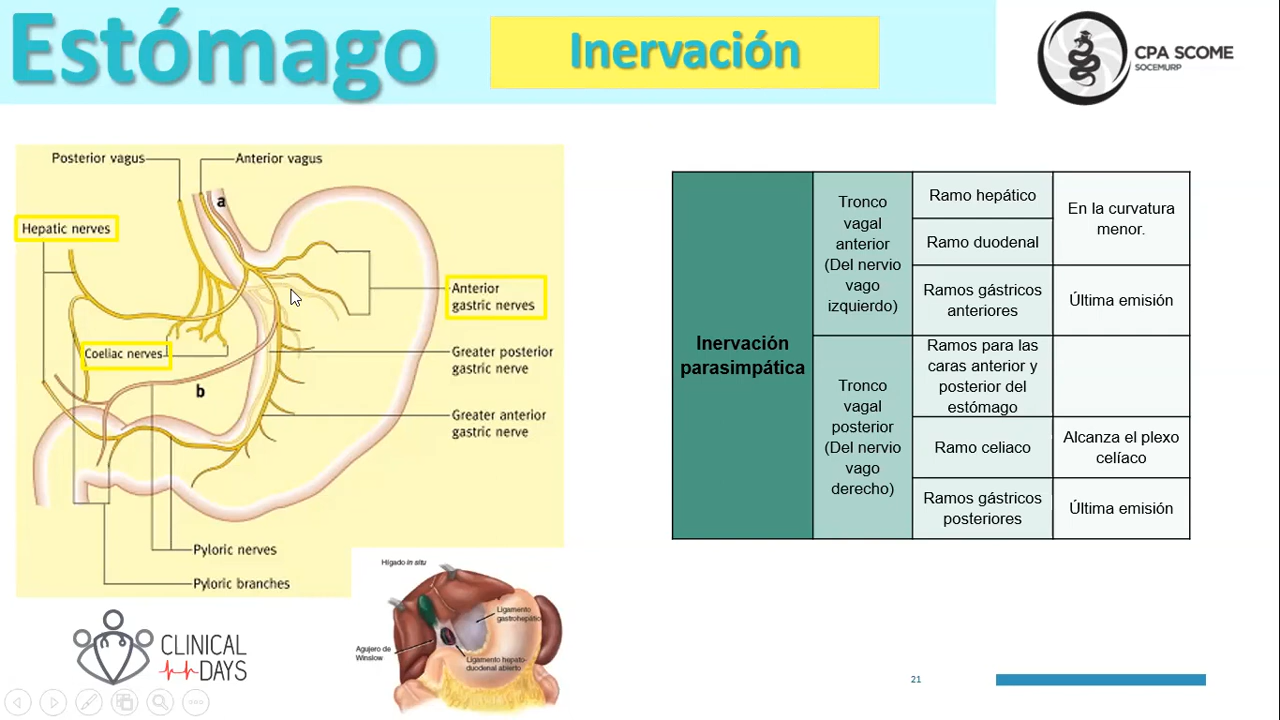 Estómago
Inervación
CPA SCOME
SOCEMURP
Posterior vagus
Anterior vagus
a
Hepatic nerves
Anterior
gastric nerves
Coeliac nerves
Greater posterior
gastric nerve
b
Greater anterior
gastric nerve
Pyloric nerves
Pyloric branches
Inervación
parasimpática
Tronco
vagal
anterior
(Del nervio
vago
izquierdo)
Ramo hepático
En la curvatura
menor.
Ramo duodenal
Ramos gástricos
anteriores
Última emisión
Tronco
vagal
posterior
(Del nervio
vago
derecho)
Ramos para las
caras anterior y
posterior del
estómago
Ramo celiaco
Alcanza el plexo
celíaco
Ramos gástricos
posteriores
Última emisión
Hígado in situ
Ligamento
gastrohepático
Agujero de
Winslow
Ligamento hepato-
duodenal abierto
CLINICAL
DAYS
21